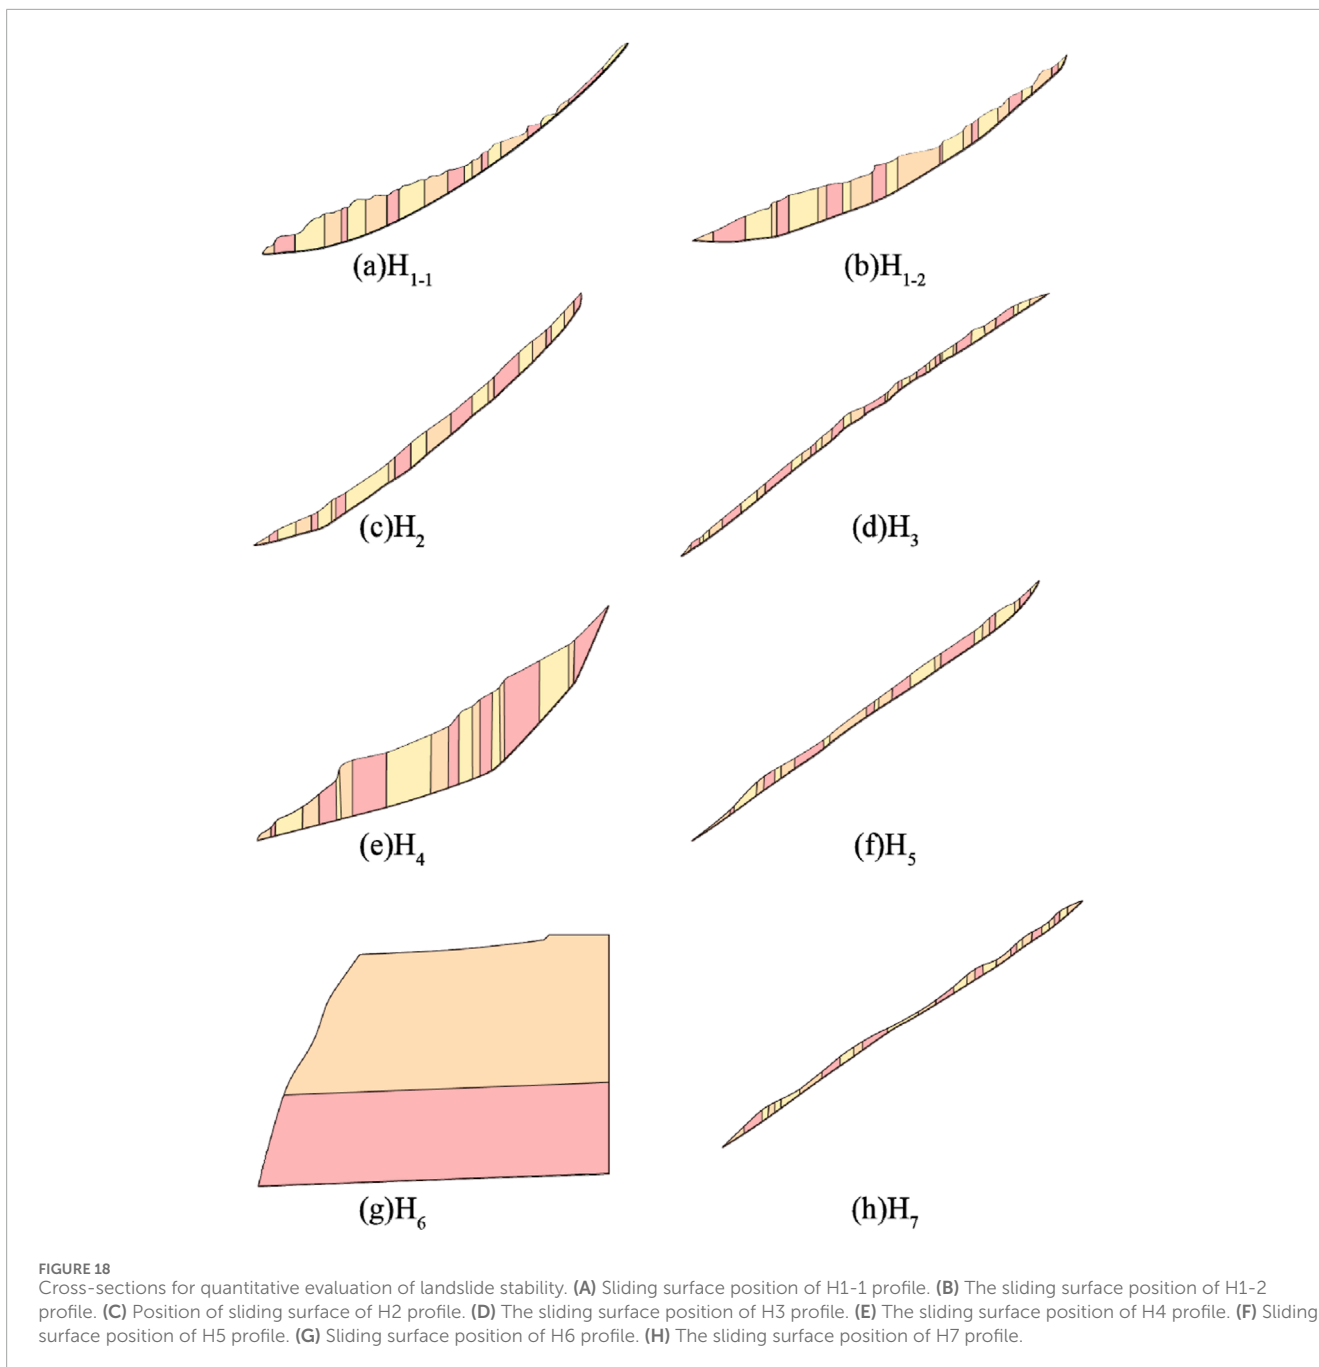 (a)H1-1
(b)H1-2
(c)H2
(d)H3
(e)H4
(f)H5
(g)H6
(h)H7
FIGURE 18
Cross-sections for quantitative evaluation of landslide stability. (A) Sliding surface position of H1-1 profile. (B) The sliding surface position of H1-2
profile. (C) Position of sliding surface of H2 profile. (D) The sliding surface position of H3 profile. (E) The sliding surface position of H4 profile. (F) Sliding
surface position of H5 profile. (G) Sliding surface position of H6 profile. (H) The sliding surface position of H7 profile.